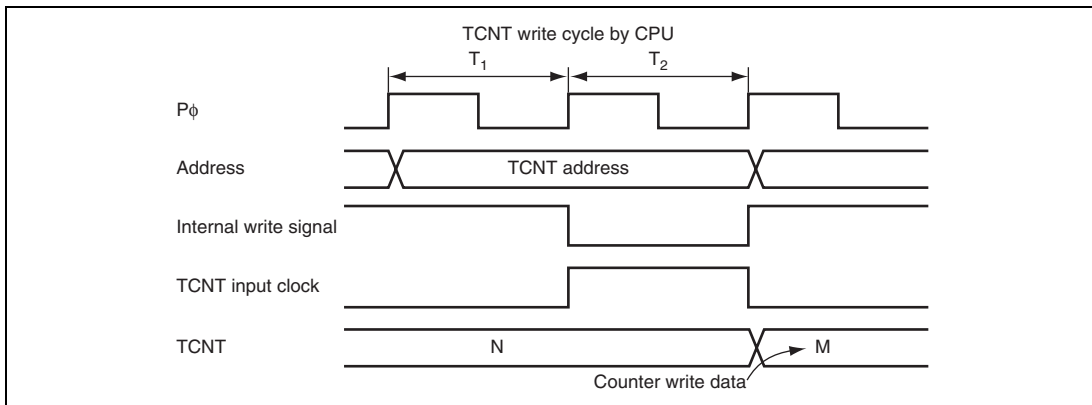 TCNT write cycle by CPU
T1 T2
Pϕ
Address TCNT address
Internal write signal
TCNT input clock
TCNT N M
Counter write data